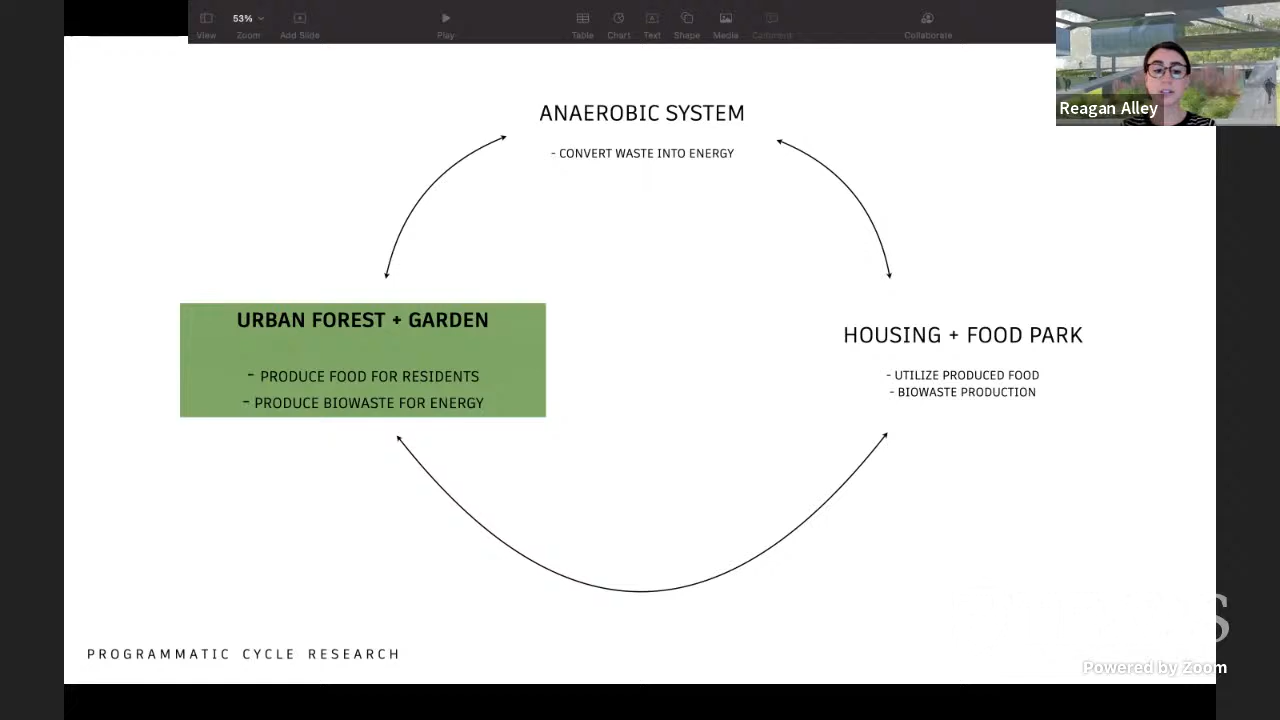 53%
View
Zoom
Add Slide
Play
Table
Chart
Text
Shape
Media
Comment
Collaborate
Reagan Alley
ANAEROBIC SYSTEM
- CONVERT WASTE INTO ENERGY
URBAN FOREST + GARDEN
- PRODUCE FOOD FOR RESIDENTS
- PRODUCE BIOWASTE FOR ENERGY
HOUSING + FOOD PARK
- UTILIZE PRODUCED FOOD
- BIOWASTE PRODUCTION
PROGRAMMATIC CYCLE RESEARCH
S
Powered by Zoom